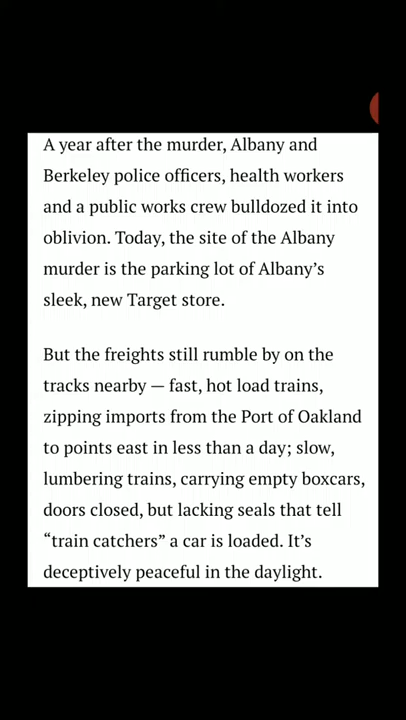 A year after the murder, Albany and
Berkeley police officers, health workers
and a public works crew bulldozed it into
oblivion. Today, the site of the Albany
murder is the parking lot of Albany’s
sleek, new Target store.
But the freights still rumble by on the
tracks nearby — fast, hot load trains,
zipping imports from the Port of Oakland
to points east in less than a day; slow,
lumbering trains, carrying empty boxcars,
doors closed, but lacking seals that tell
“train catchers” a car is loaded. It’s
deceptively peaceful in the daylight.